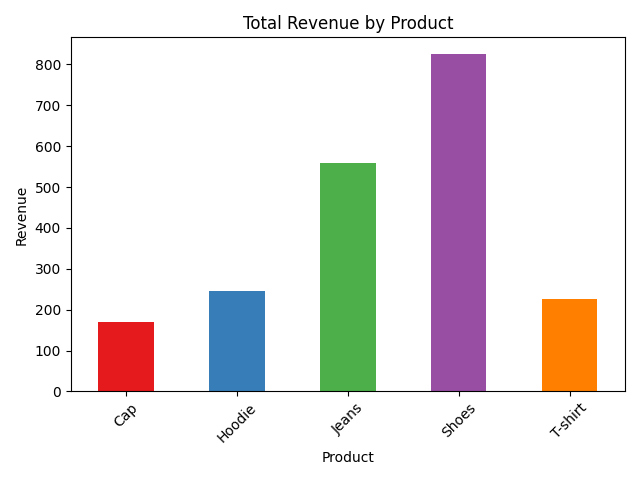 Total Revenue by Product
Revenue
800
700
600
500
400
300
200
100
0
Cap
Hoodie
Jeans
Shoes
T-shirt
Product